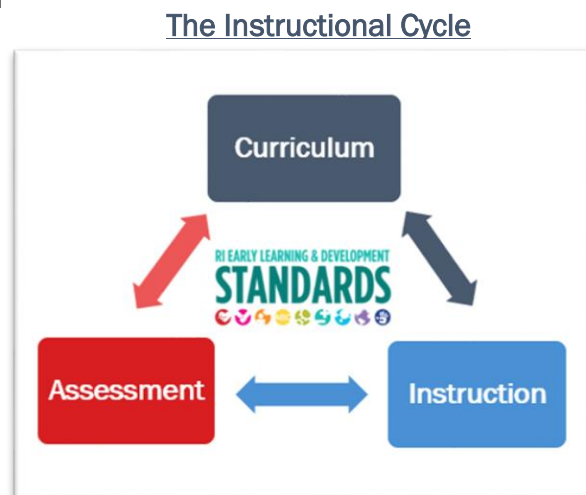 The Instructional Cycle
Curriculum
RI EARLY LEARNING & DEVELOPMENT
STANDARDS
Assessment
Instruction